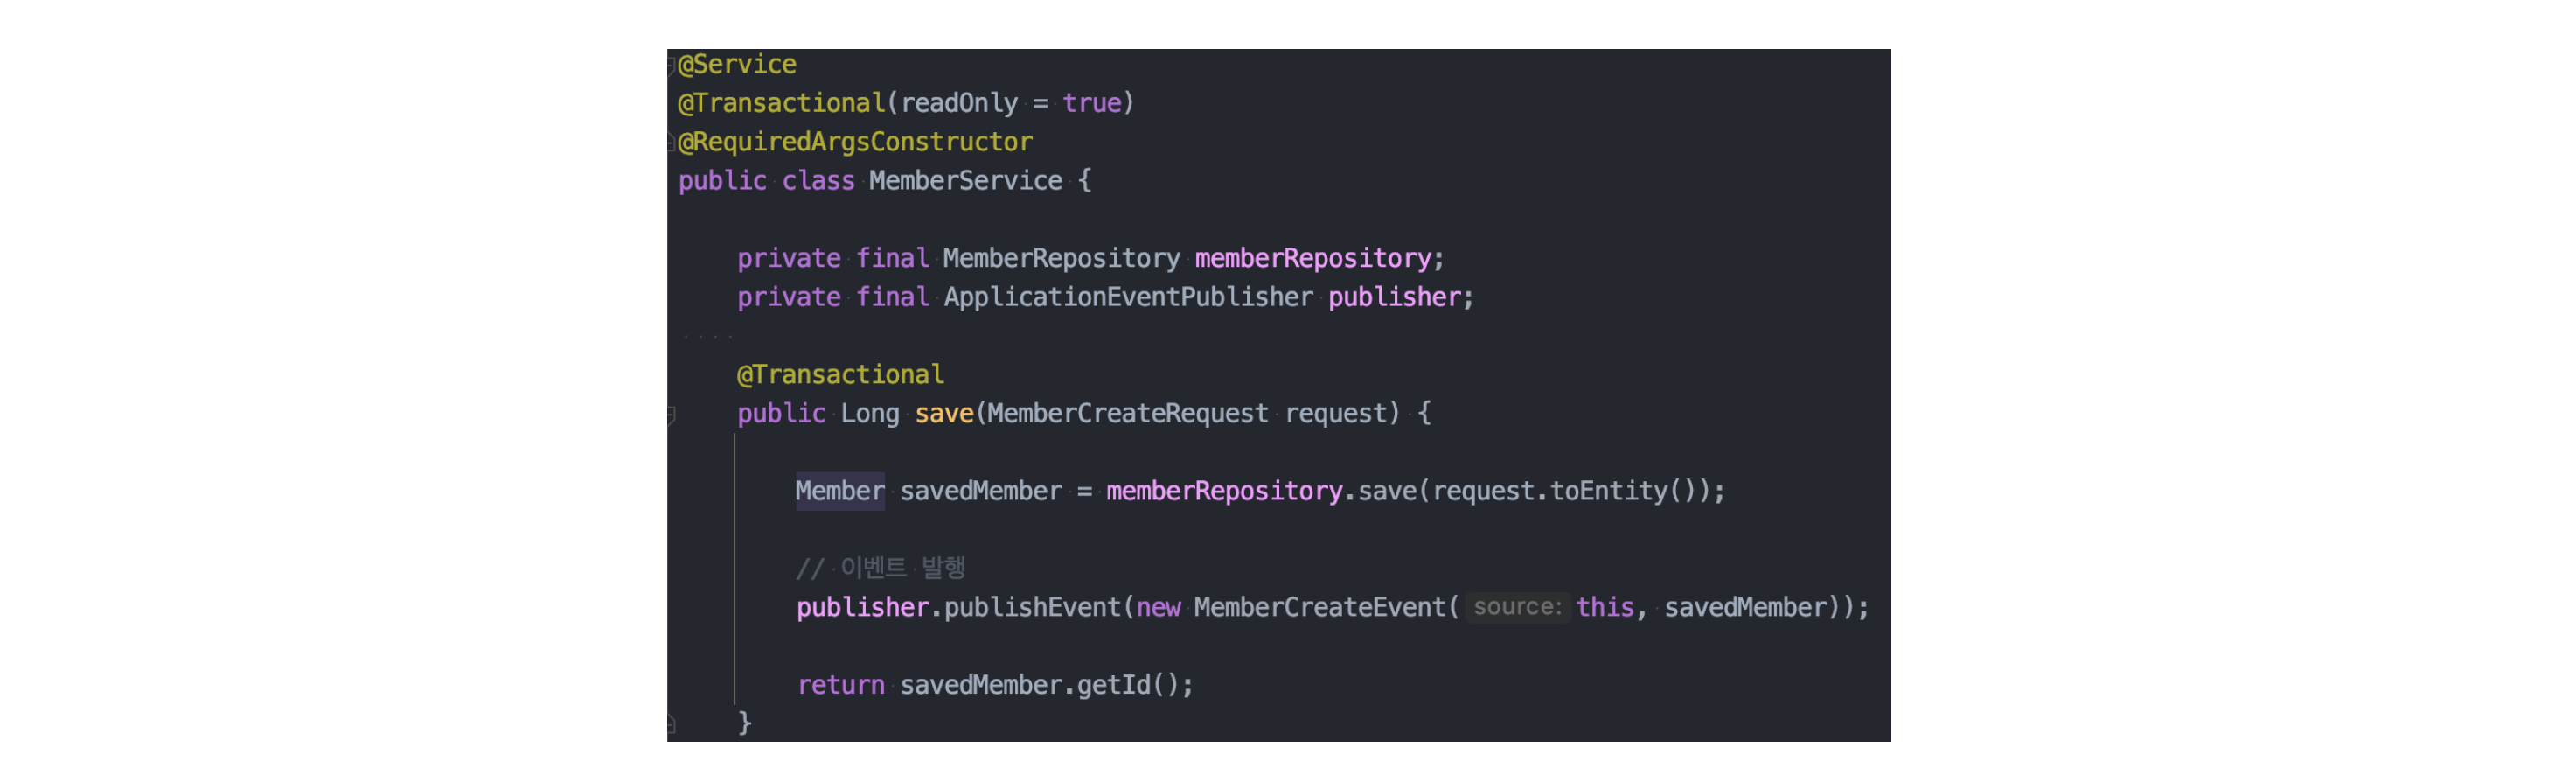 @Service
@Transactional(readOnly = true)
@RequiredArgsConstructor
public class MemberService {
private final MemberRepository memberRepository;
private final ApplicationEventPublisher publisher;
@Transactional
public Long save(MemberCreateRequest request) {
Member savedMember = memberRepository.save(request.toEntity());
// 이벤트 발행
publisher.publishEvent(new MemberCreateEvent( source: this, savedMember));
return savedMember.getId();
}